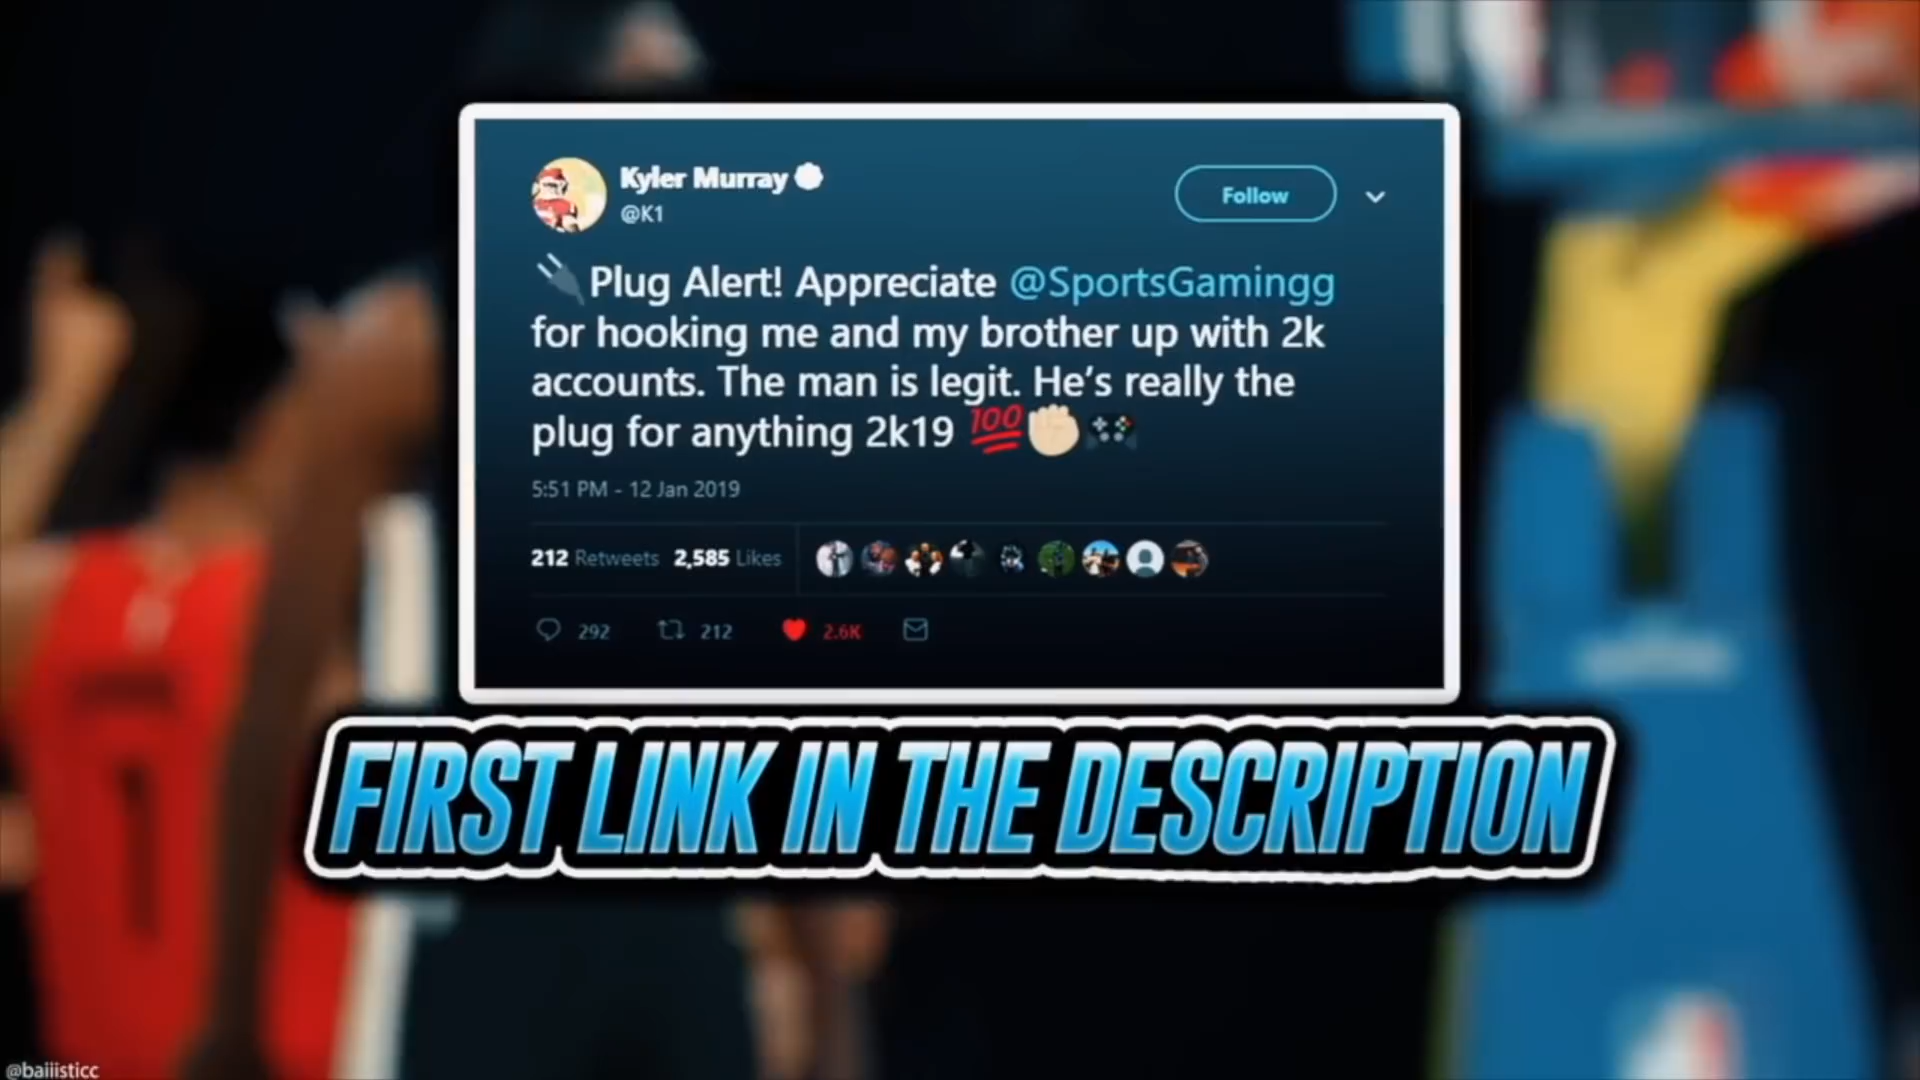 Kyler Murray
@K1
Follow
Plug Alert! Appreciate @SportsGamingg
for hooking me and my brother up with 2k
accounts. The man is legit. He's really the
plug for anything 2k19 💯✊🏻🎮
5:51 PM - 12 Jan 2019
212 Retweets 2,585 Likes
292 212 2.6K
FIRST LINK IN THE DESCRIPTION
1
@baiiisticc